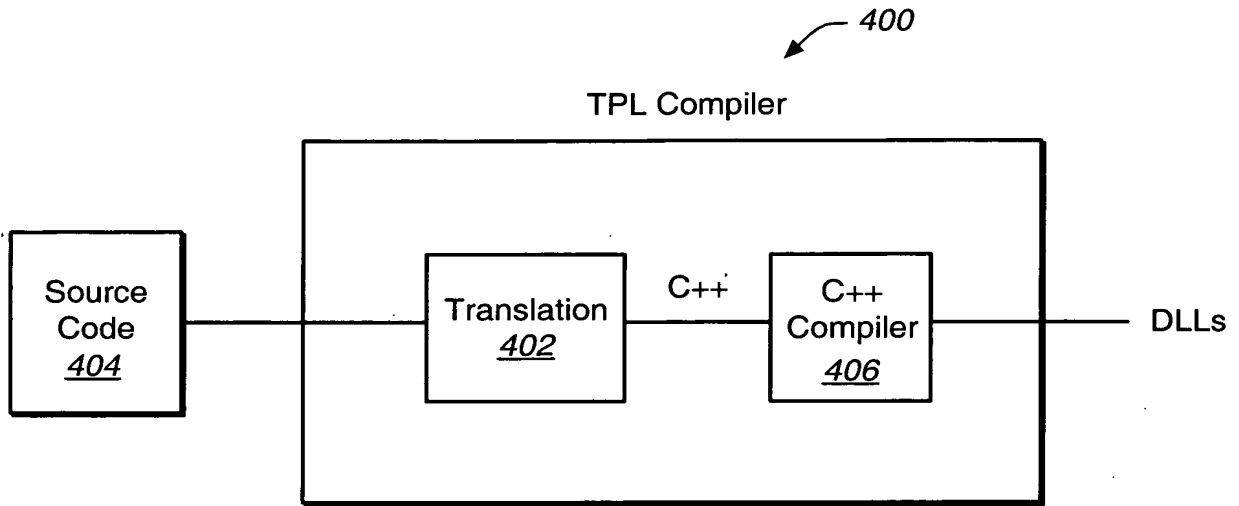 400
TPL Compiler
Source
Code
404
Translation
402
C++
C++
Compiler
406
DLLs